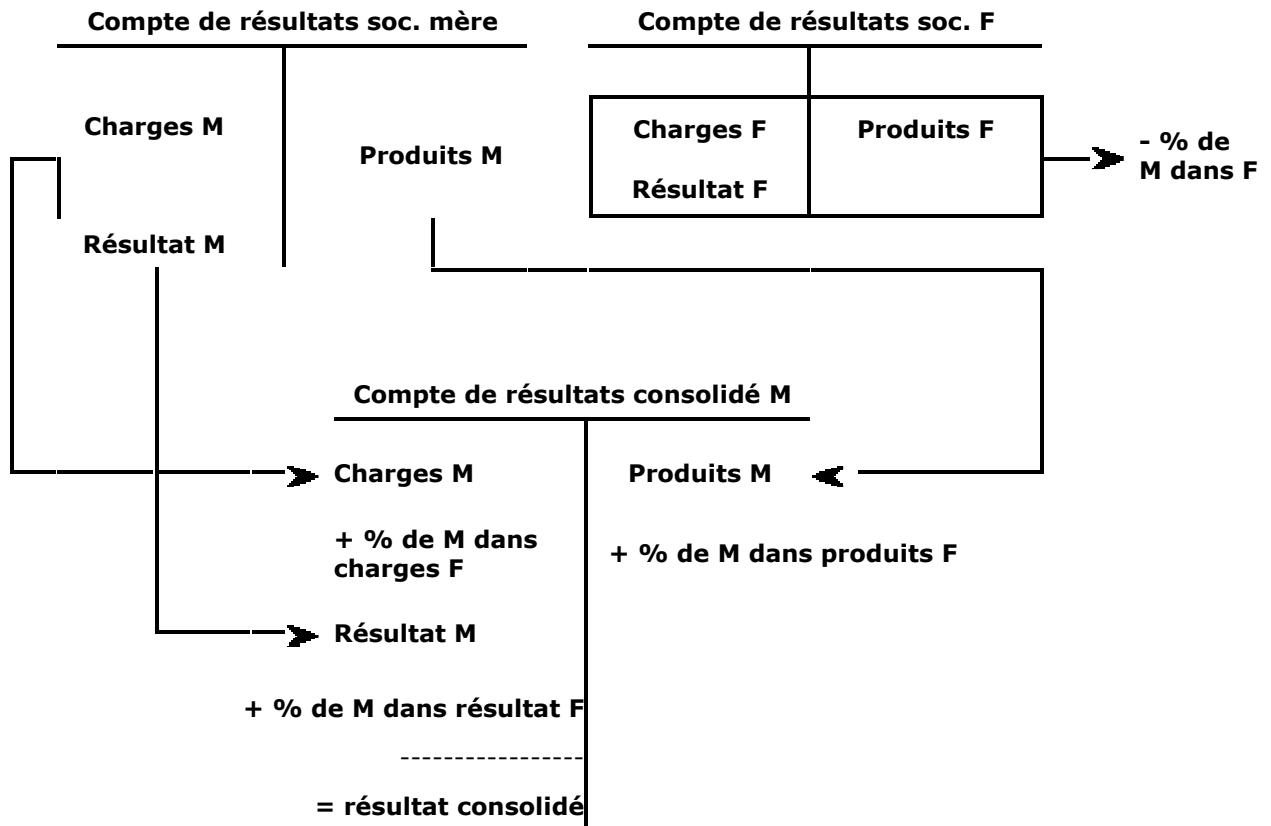 Compte de résultats soc. mère
Compte de résultats soc. F
Charges M
Produits M
Résultat M
Charges F
Produits F
Résultat F
- % de
M dans F
Compte de résultats consolidé M
Charges M
Produits M
+ % de M dans
charges F
+ % de M dans produits F
Résultat M
+ % de M dans résultat F
-----------------
= résultat consolidé